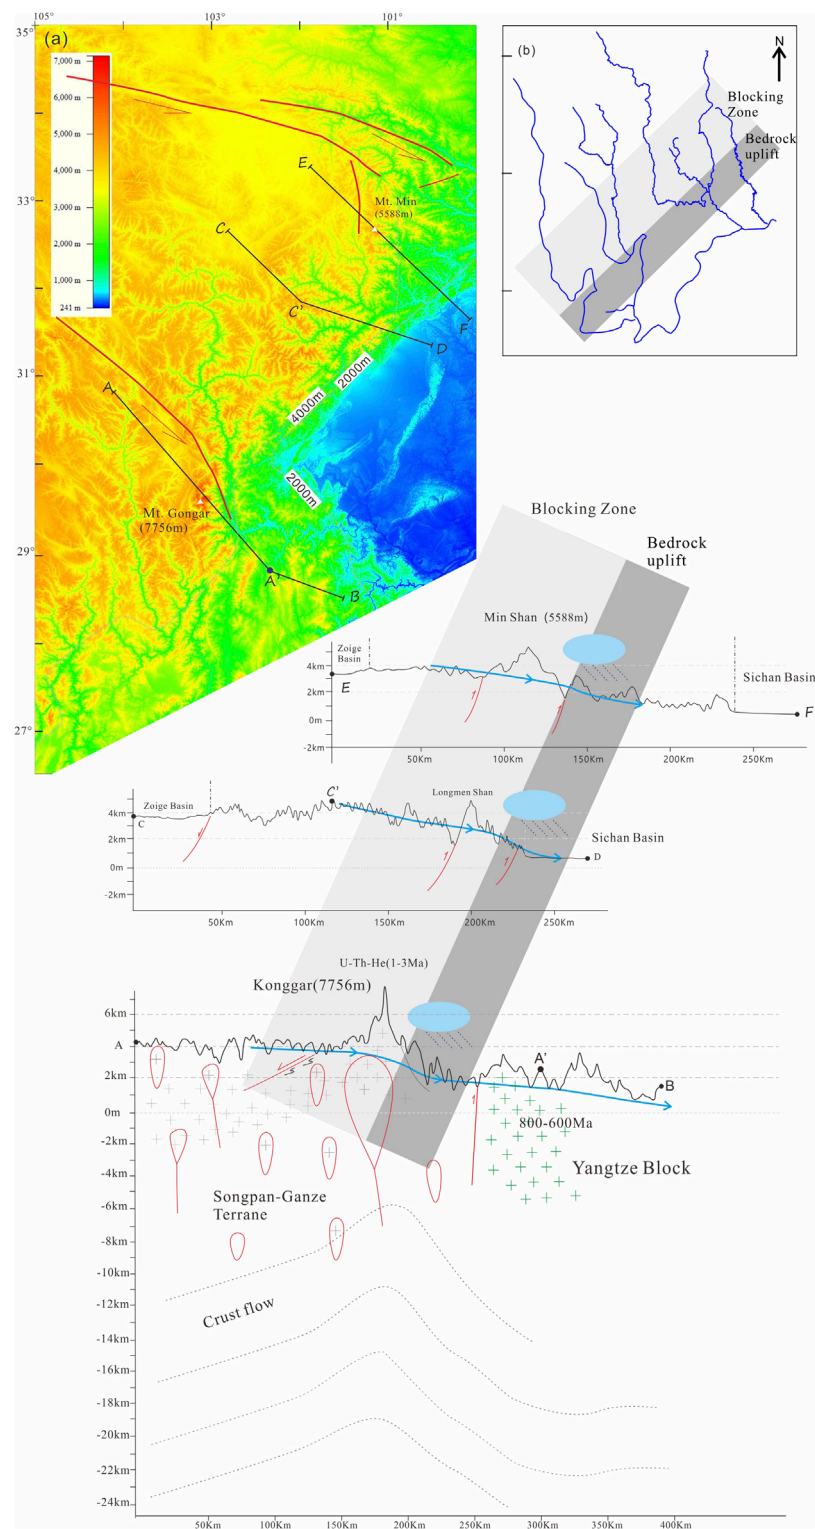 105°
103°
101°
35°
(a)
7,000 m
6,000 m
5,000 m
4,000 m
3,000 m
2,000 m
1,000 m
241 m
E
Mt. Min
(5588m)
33°
C
C'
F
D
31°
2000m
A
4000m
2000m
Mt. Gongar
(7756m)
29°
A'
B
27°
(b)
N
Blocking
Zone
Bedrock
uplift
Blocking Zone
Bedrock
uplift
Min Shan (5588m)
Zoige
Basin
4km
2km
0m
-2km
E
Sichan Basin
F
50Km
100Km
150Km
200Km
250Km
Zoige Basin
C'
Longmen Shan
4km
2km
0m
-2km
C
Sichan Basin
D
50Km
100Km
150Km
200Km
250Km
U-Th-He(1-3Ma)
Konggar(7756m)
6km
A
A'
2km
B
0m
800-600Ma
-2km
Yangtze Block
-4km
Songpan-Ganze
Terrane
-6km
-8km
-10km
Crust flow
-12km
-14km
-16km
-18km
-20km
-22km
-24km
50Km
100Km
150Km
200Km
250Km
300Km
350Km
400Km